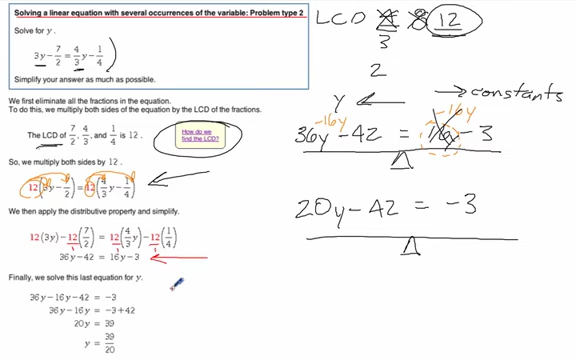 Solving a linear equation with several occurrences of the variable: Problem type 2
Solve for y.
3y - 7/2 = 4/3 y - 1/4
Simplify your answer as much as possible.
We first eliminate all the fractions in the equation.
To do this, we multiply both sides of the equation by the LCD of the fractions.
The LCD of 7/2, 4/3, and 1/4 is 12.
How do we
find the LCD?
So, we multiply both sides by 12.
12(3y - 7/2) = 12(4/3 y - 1/4)
We then apply the distributive property and simplify.
12(3y) - 12(7/2) = 12(4/3 y) - 12(1/4)
36y - 42 = 16y - 3
Finally, we solve this last equation for y.
36y - 16y - 42 = -3
36y - 16y = -3 + 42
20y = 39
y = 39/20
LCD 4 8 12
3
2
y ← → constants
-16y -16y
36y - 42 = 16y - 3
20y - 42 = -3